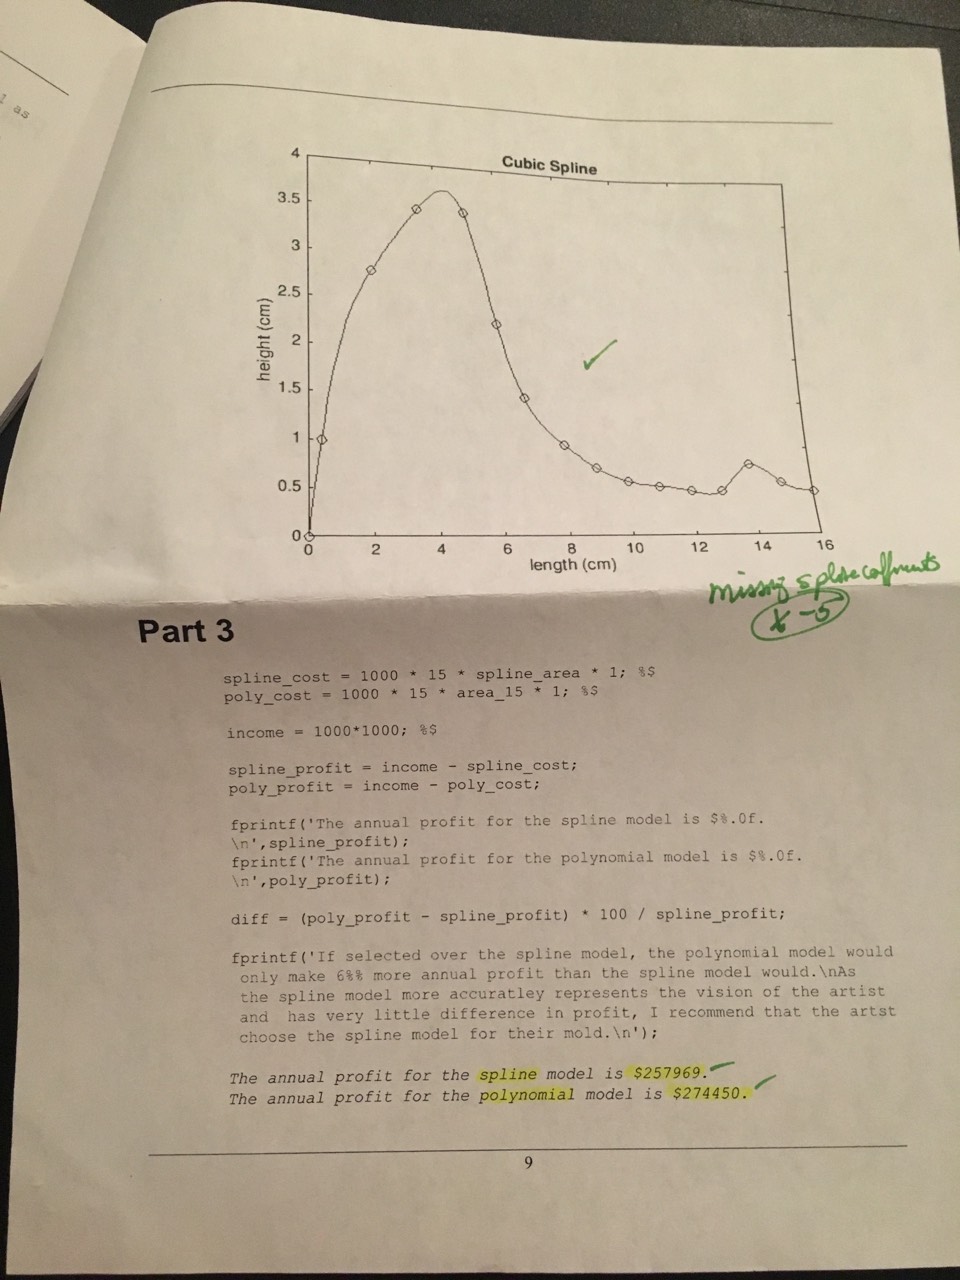 as
Cubic Spline
4
3.5
3
2.5
2
1.5
1
0.5
0
height (cm)
0 2 4 6 8 10 12 14 16
length (cm)
missing spline
-5
Part 3
spline_cost = 1000 * 15 * spline_area * 1; %$
poly_cost = 1000 * 15 * area_15 * 1; %$
income = 1000*1000; %$
spline_profit = income - spline_cost;
poly_profit = income - poly_cost;
fprintf('The annual profit for the spline model is $%.0f.
\n',spline_profit);
fprintf('The annual profit for the polynomial model is $%.0f.
\n',poly_profit);
diff = (poly_profit - spline_profit) * 100 / spline_profit;
fprintf('If selected over the spline model, the polynomial model would
only make 6%% more annual profit than the spline model would.\nAs
the spline model more accuratley represents the vision of the artist
and has very little difference in profit, I recommend that the artst
choose the spline model for their mold.\n');
The annual profit for the spline model is $257969.
The annual profit for the polynomial model is $274450.
9